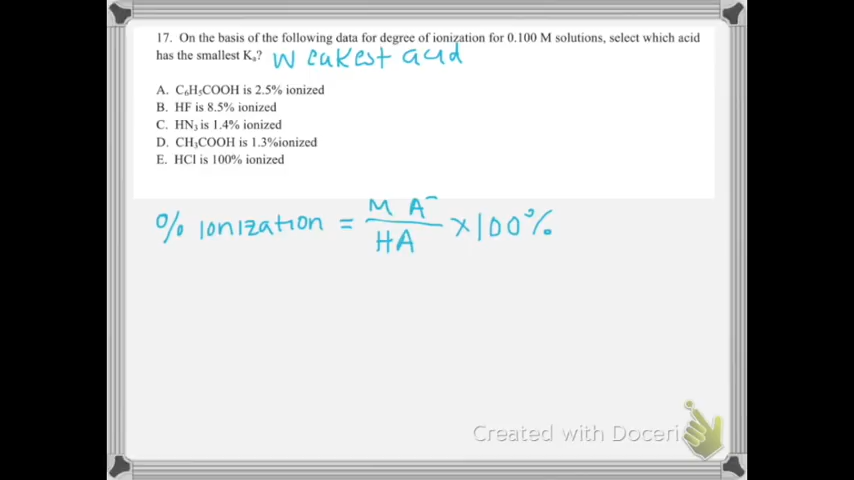 17. On the basis of the following data for degree of ionization for 0.100 M solutions, select which acid
has the smallest Kₐ? Weakest acid
A. C₆H₅COOH is 2.5% ionized
B. HF is 8.5% ionized
C. HN₃ is 1.4% ionized
D. CH₃COOH is 1.3%ionized
E. HCl is 100% ionized
% ionization = M A⁻ / HA x100%
Created with Doceri